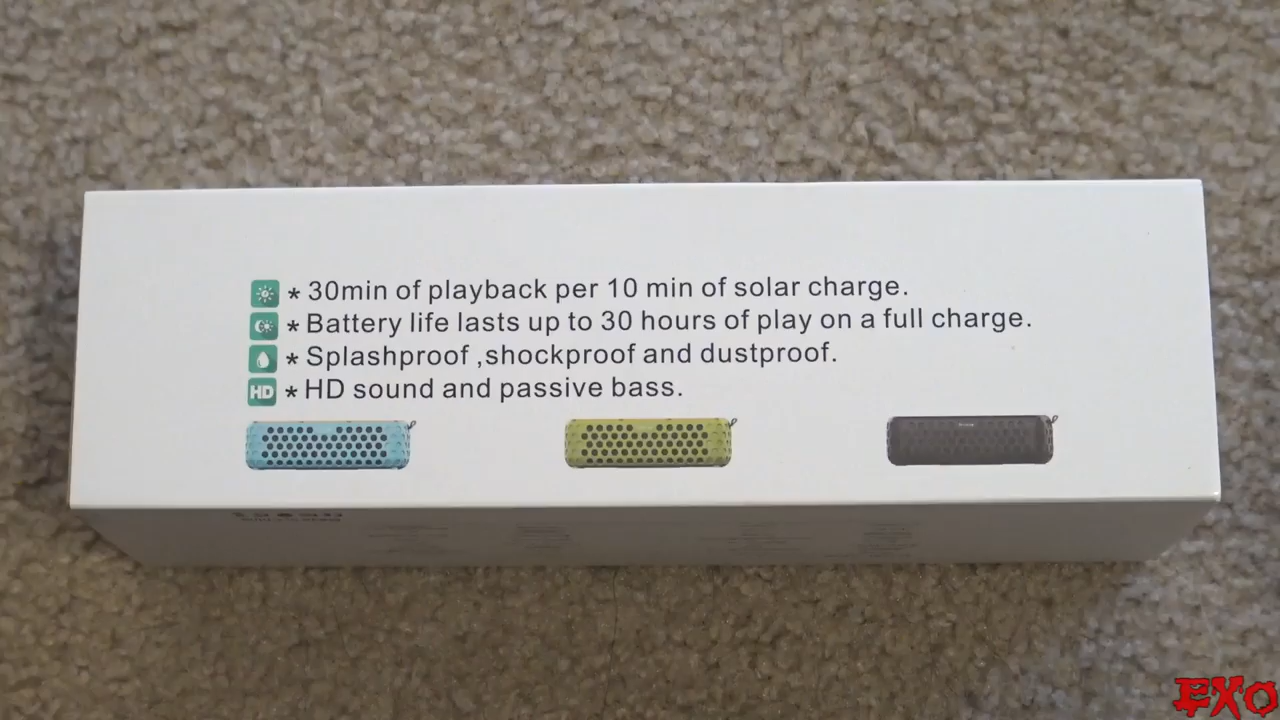 * 30min of playback per 10 min of solar charge.
* Battery life lasts up to 30 hours of play on a full charge.
* Splashproof ,shockproof and dustproof.
HD * HD sound and passive bass.
EXO